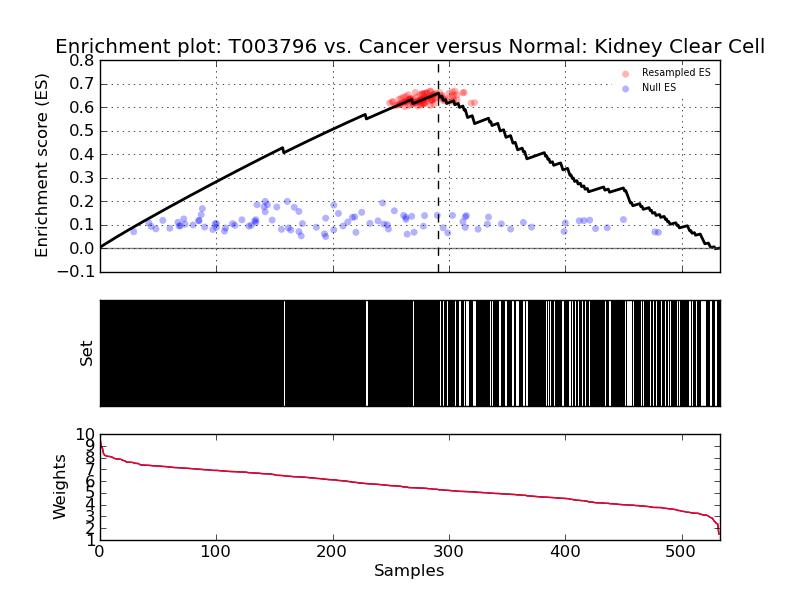 Enrichment plot: T003796 vs. Cancer versus Normal: Kidney Clear Cell
0.8
0.7
0.6
0.5
0.4
0.3
0.2
0.1
0.0
−0.1
Enrichment score (ES)
Resampled ES
Null ES
Set
10
9
8
7
6
5
4
3
2
1
Weights
0 100 200 300 400 500
Samples